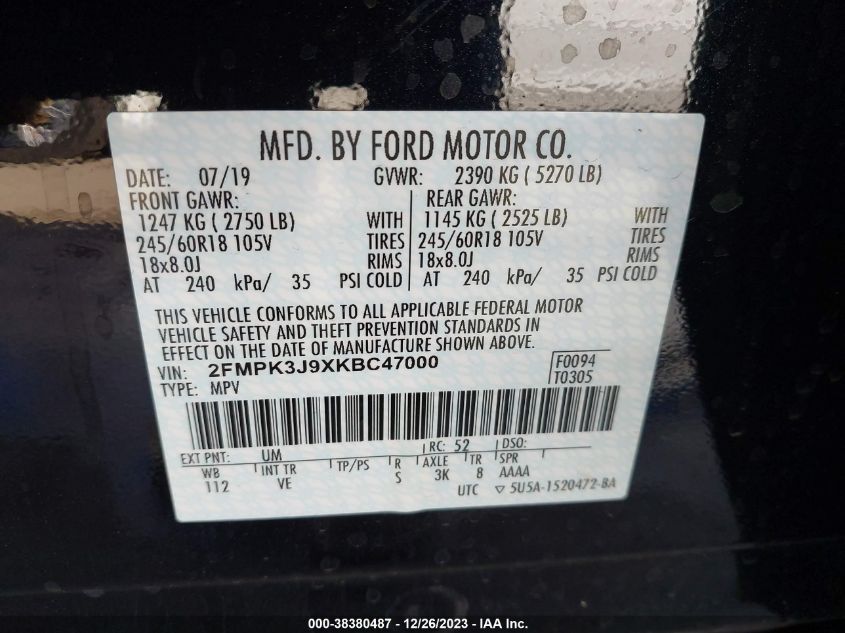 MFD. BY FORD MOTOR CO.
DATE: 07/19 GVWR: 2390 KG ( 5270 LB)
FRONT GAWR: REAR GAWR:
1247 KG ( 2750 LB) WITH 1145 KG ( 2525 LB) WITH
245/60R18 105V TIRES 245/60R18 105V TIRES
18x8.0J RIMS 18x8.0J RIMS
AT 240 kPa/ 35 PSI COLD AT 240 kPa/ 35 PSI COLD
THIS VEHICLE CONFORMS TO ALL APPLICABLE FEDERAL MOTOR
VEHICLE SAFETY AND THEFT PREVENTION STANDARDS IN
EFFECT ON THE DATE OF MANUFACTURE SHOWN ABOVE.
VIN: 2FMPK3J9XKBC47000 F0094
TYPE: MPV T0305
EXT PNT: UM RC: 52 DSO:
WB INT TR TP/PS R AXLE TR SPR
112 VE S 3K 8 AAAA
UTC ▽ 5U5A-1520472-BA
000-38380487 - 12/26/2023 - IAA Inc.